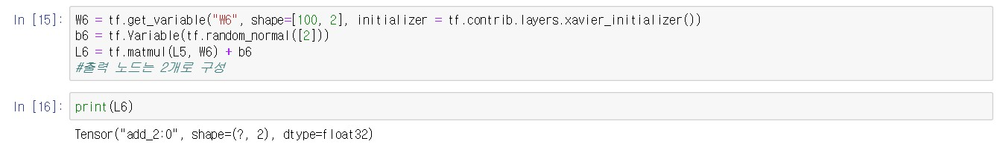 In [15]: W6 = tf.get_variable("W6", shape=[100, 2], initializer = tf.contrib.layers.xavier_initializer())
b6 = tf.Variable(tf.random_normal([2]))
L6 = tf.matmul(L5, W6) + b6
#출력 노드는 2개로 구성
In [16]: print(L6)
Tensor("add_2:0", shape=(?, 2), dtype=float32)